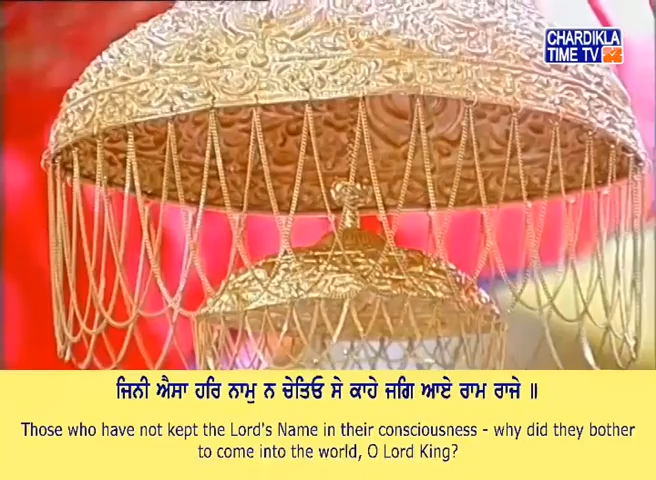 CHARDIKLA
TIME TV
ਜਿਨੀ ਐਸਾ ਹਰਿ ਨਾਮੁ ਨ ਚੇਤਿਓ ਸੇ ਕਾਹੇ ਜਗਿ ਆਏ ਰਾਮ ਰਾਜੇ ॥
Those who have not kept the Lord's Name in their consciousness - why did they bother
to come into the world, O Lord King?